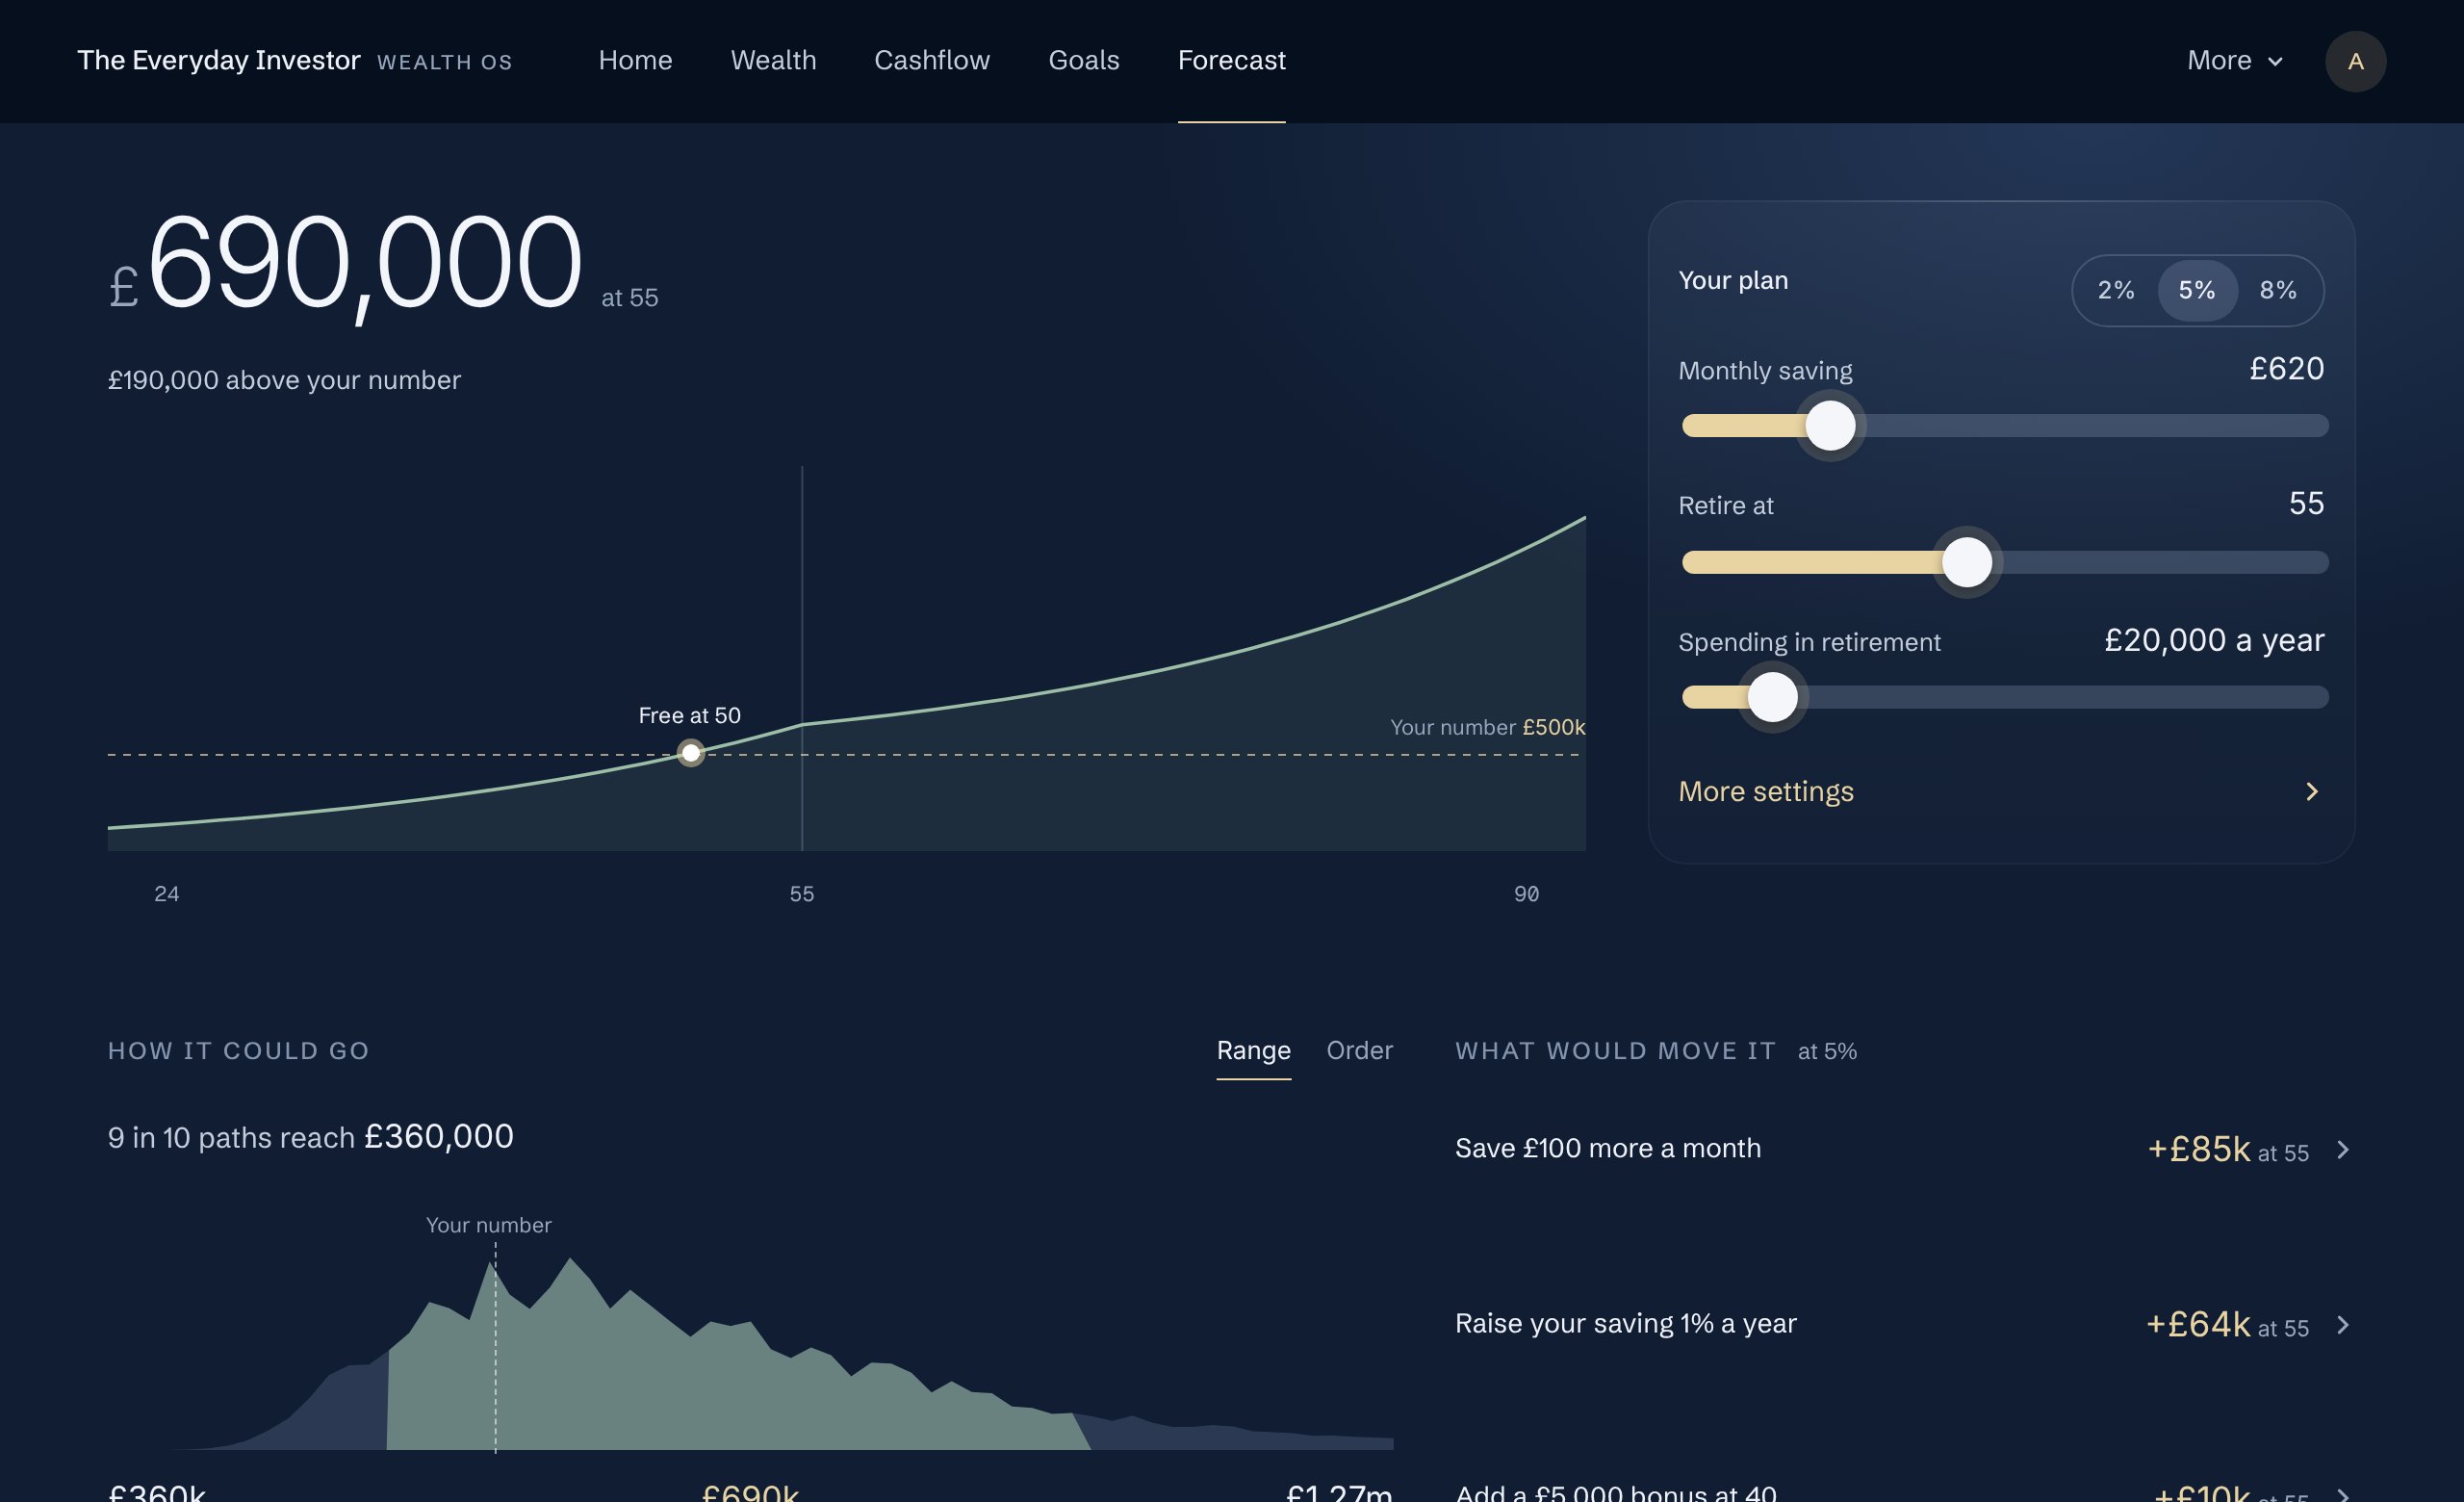 The Everyday Investor WEALTH OS Home Wealth Cashflow Goals Forecast More A
£690,000 at 55
£190,000 above your number
Your plan 2% 5% 8%
Monthly saving £620
Retire at 55
Spending in retirement £20,000 a year
More settings
Free at 50
Your number £500k
24 55 90
HOW IT COULD GO Range Order
9 in 10 paths reach £360,000
Your number
£360k £690k £1.27m
WHAT WOULD MOVE IT at 5%
Save £100 more a month +£85k at 55
Raise your saving 1% a year +£64k at 55
Add a £5,000 bonus at 40 +£10k at 55